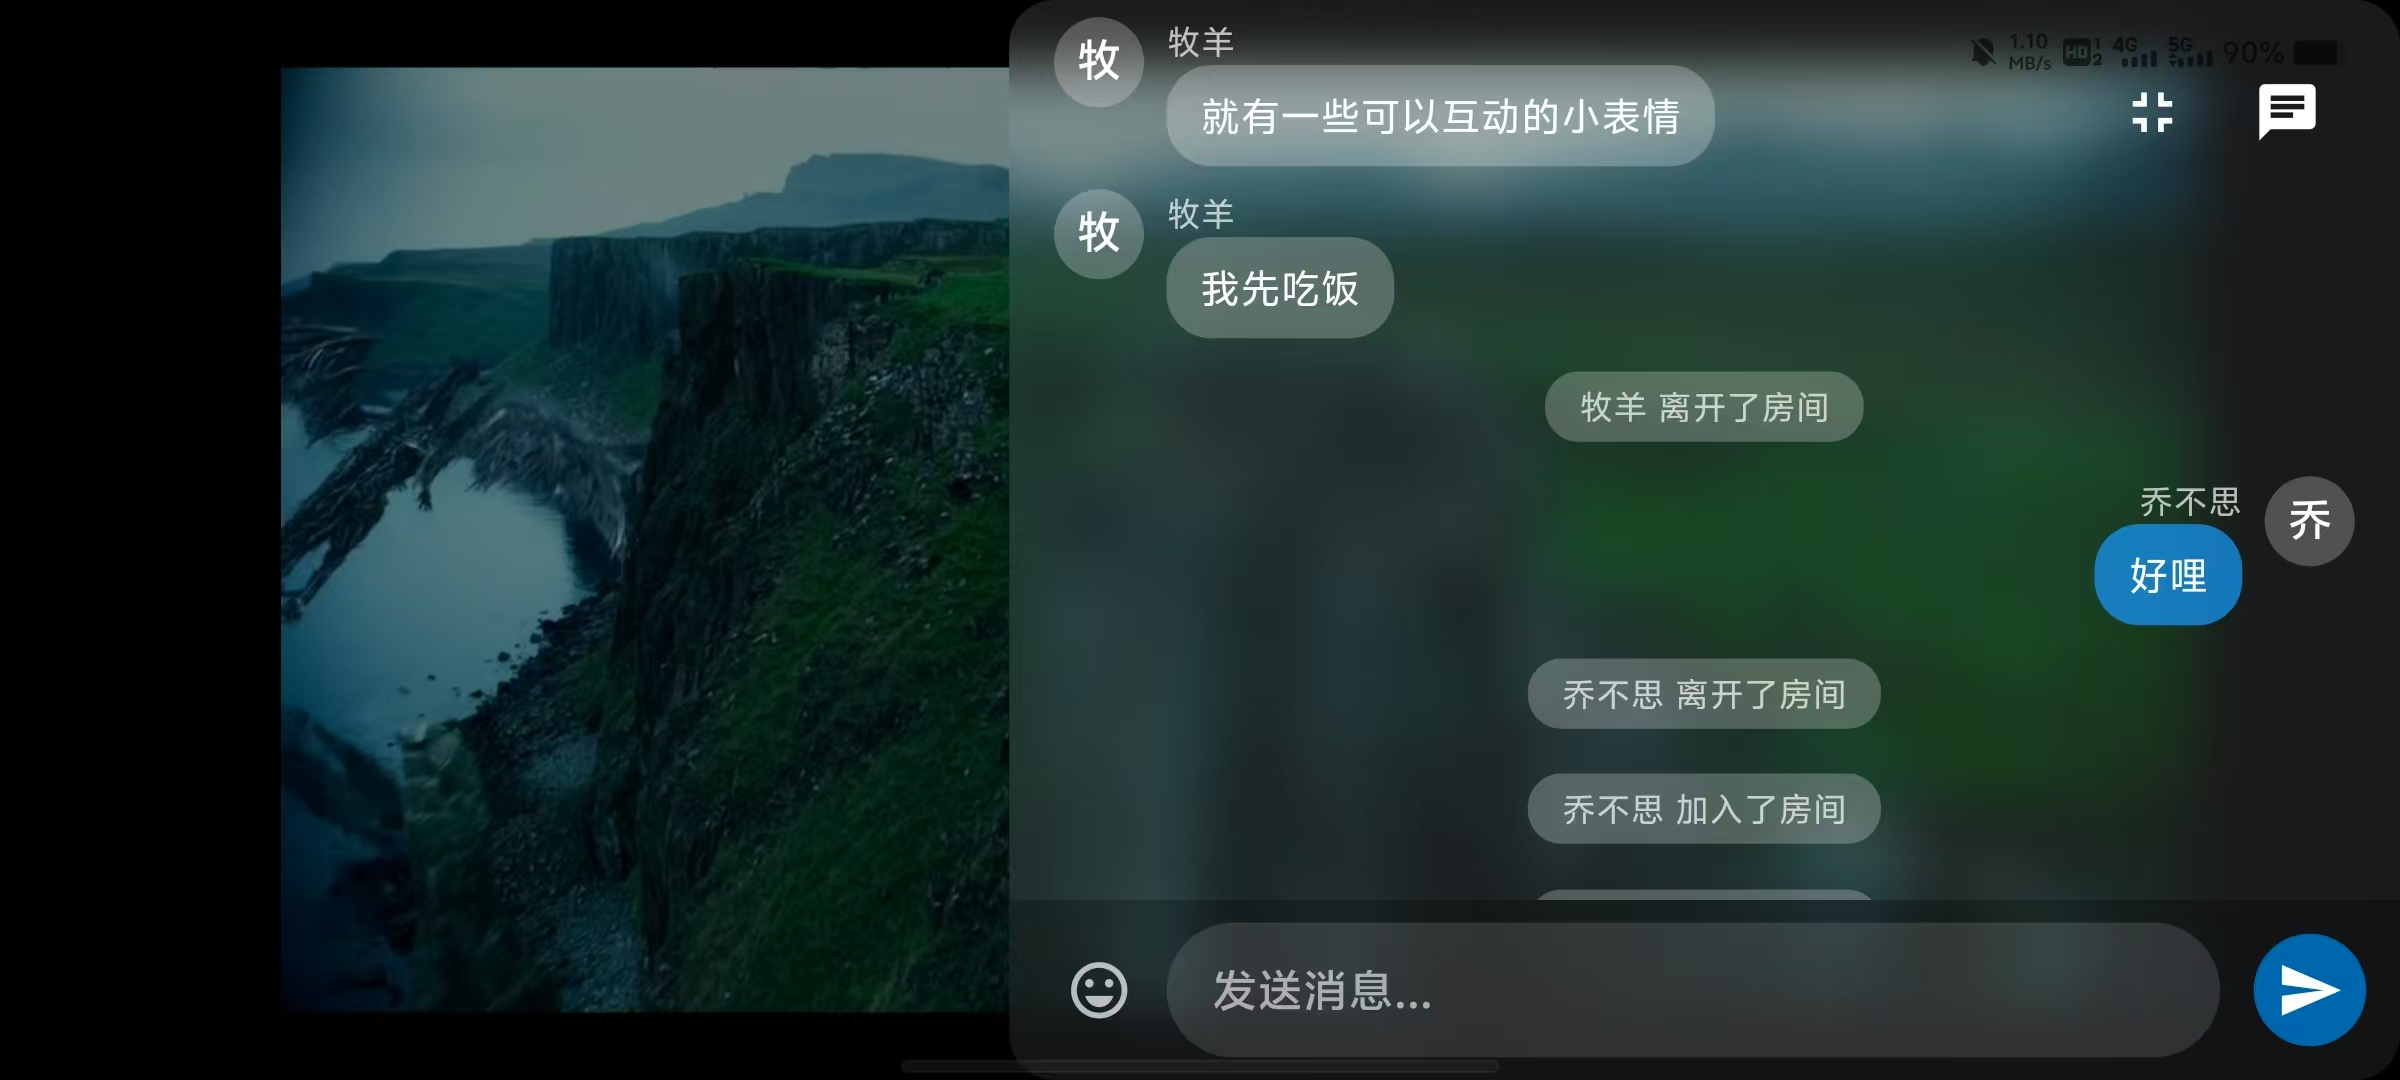 牧 牧羊
就有一些可以互动的小表情
1.10 MB/s HD 1 2 4G 5G 90%
牧 牧羊
我先吃饭
牧羊 离开了房间
乔不思 乔
好哩
乔不思 离开了房间
乔不思 加入了房间
发送消息...